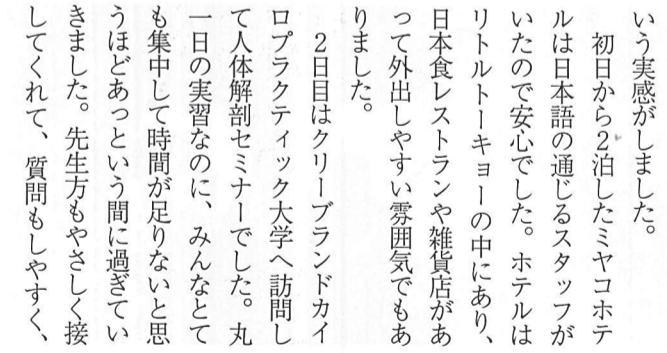 いう実感がしました。
初日から2泊したミヤコホテ
ルは日本語の通じるスタッフが
いたので安心でした。ホテルは
リトルトーキョーの中にあり、
日本食レストランや雑貨店があ
って外出しやすい雰囲気でもあ
りました。
2日目はクリーブランドカイ
ロプラクティック大学へ訪問し
て人体解剖セミナーでした。丸
一日の実習なのに、みんなとて
も集中して時間が足りないと思
うほどあっという間に過ぎてい
きました。先生方もやさしく接
してくれて、質問もしやすく、